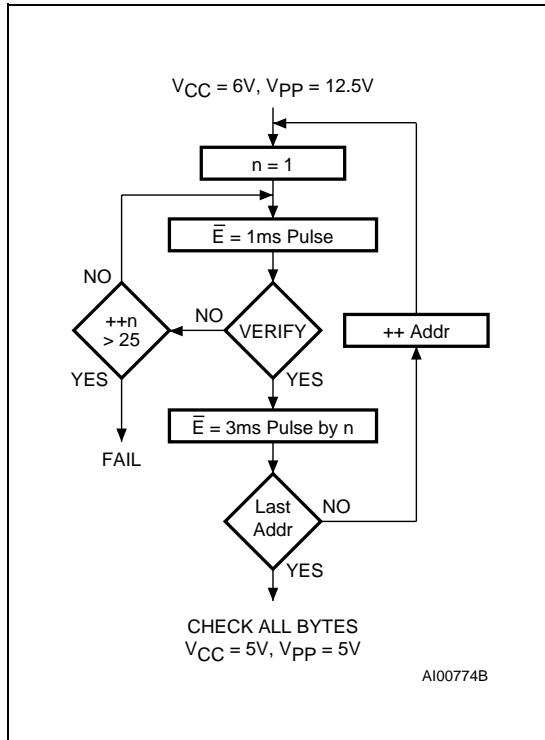 VCC = 6V, VPP = 12.5V
n = 1
E̅ = 1ms Pulse
NO
++n
> 25
NO
VERIFY
++ Addr
YES
YES
E̅ = 3ms Pulse by n
FAIL
Last
Addr
NO
YES
CHECK ALL BYTES
VCC = 5V, VPP = 5V
AI00774B